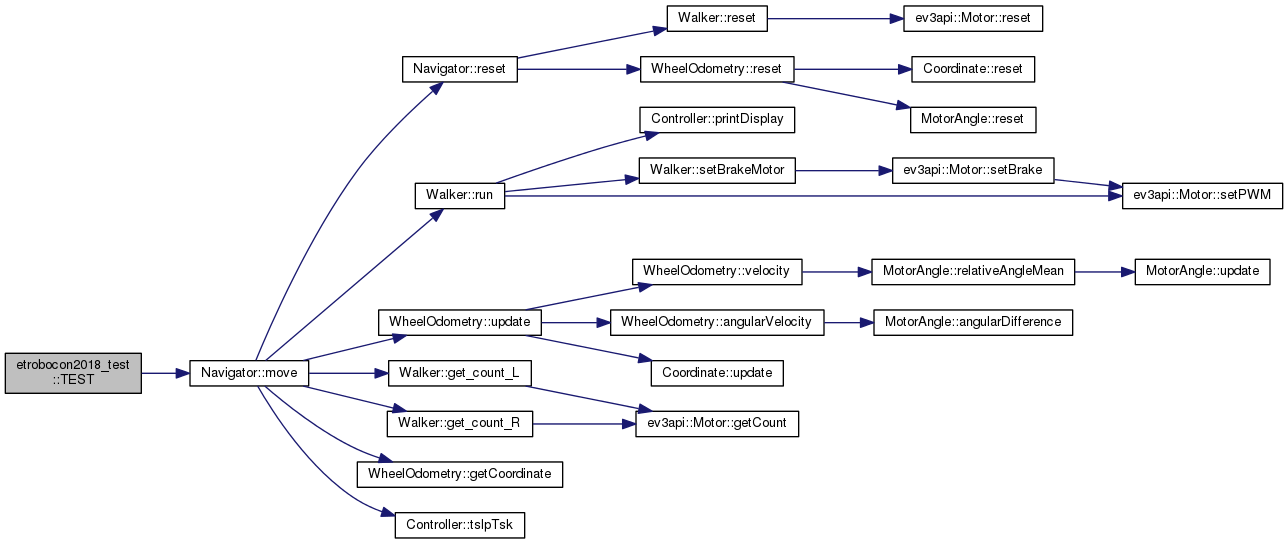 Walker::reset
ev3api::Motor::reset
Navigator::reset
WheelOdometry::reset
Coordinate::reset
MotorAngle::reset
Controller::printDisplay
Walker::setBrakeMotor
ev3api::Motor::setBrake
Walker::run
ev3api::Motor::setPWM
WheelOdometry::velocity
MotorAngle::relativeAngleMean
MotorAngle::update
WheelOdometry::update
WheelOdometry::angularVelocity
MotorAngle::angularDifference
etrobocon2018_test
::TEST
Navigator::move
Walker::get_count_L
Coordinate::update
Walker::get_count_R
ev3api::Motor::getCount
WheelOdometry::getCoordinate
Controller::tslpTsk